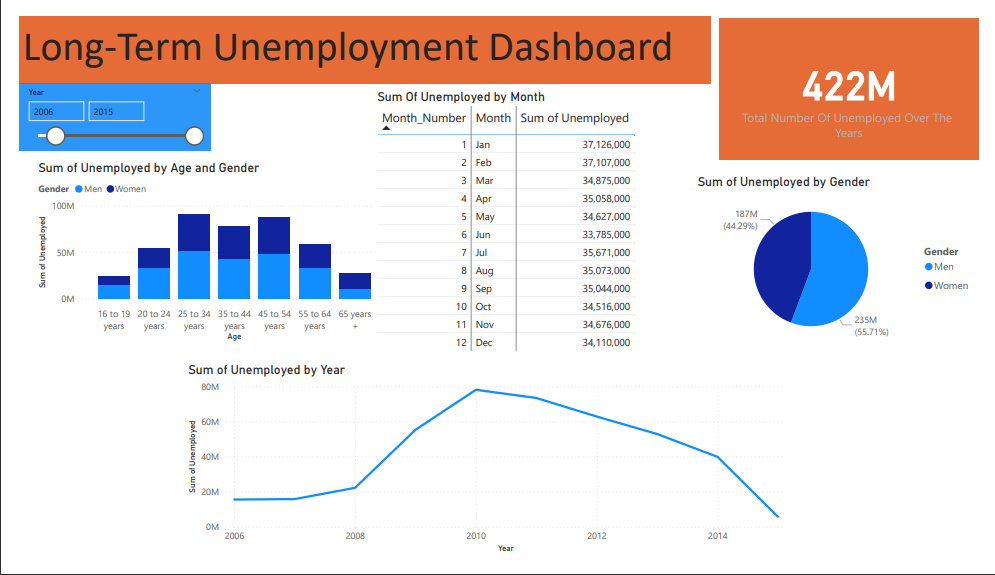 Long-Term Unemployment Dashboard
422M
Total Number Of Unemployed Over The
Years
Year
2006 2015
Sum of Unemployed by Age and Gender
Gender Men Women
Sum of Unemployed
100M
50M
0M
16 to 19 years
20 to 24 years
25 to 34 years
35 to 44 years
45 to 54 years
55 to 64 years
65 years +
Age
Sum Of Unemployed by Month
Month_Number Month Sum of Unemployed
1 Jan 37,126,000
2 Feb 37,107,000
3 Mar 34,875,000
4 Apr 35,058,000
5 May 34,627,000
6 Jun 33,785,000
7 Jul 35,671,000
8 Aug 35,073,000
9 Sep 35,044,000
10 Oct 34,516,000
11 Nov 34,676,000
12 Dec 34,110,000
Sum of Unemployed by Gender
187M
(44.29%)
235M
(55.71%)
Gender
Men
Women
Sum of Unemployed by Year
Sum of Unemployed
80M
60M
40M
20M
0M
2006 2008 2010 2012 2014
Year